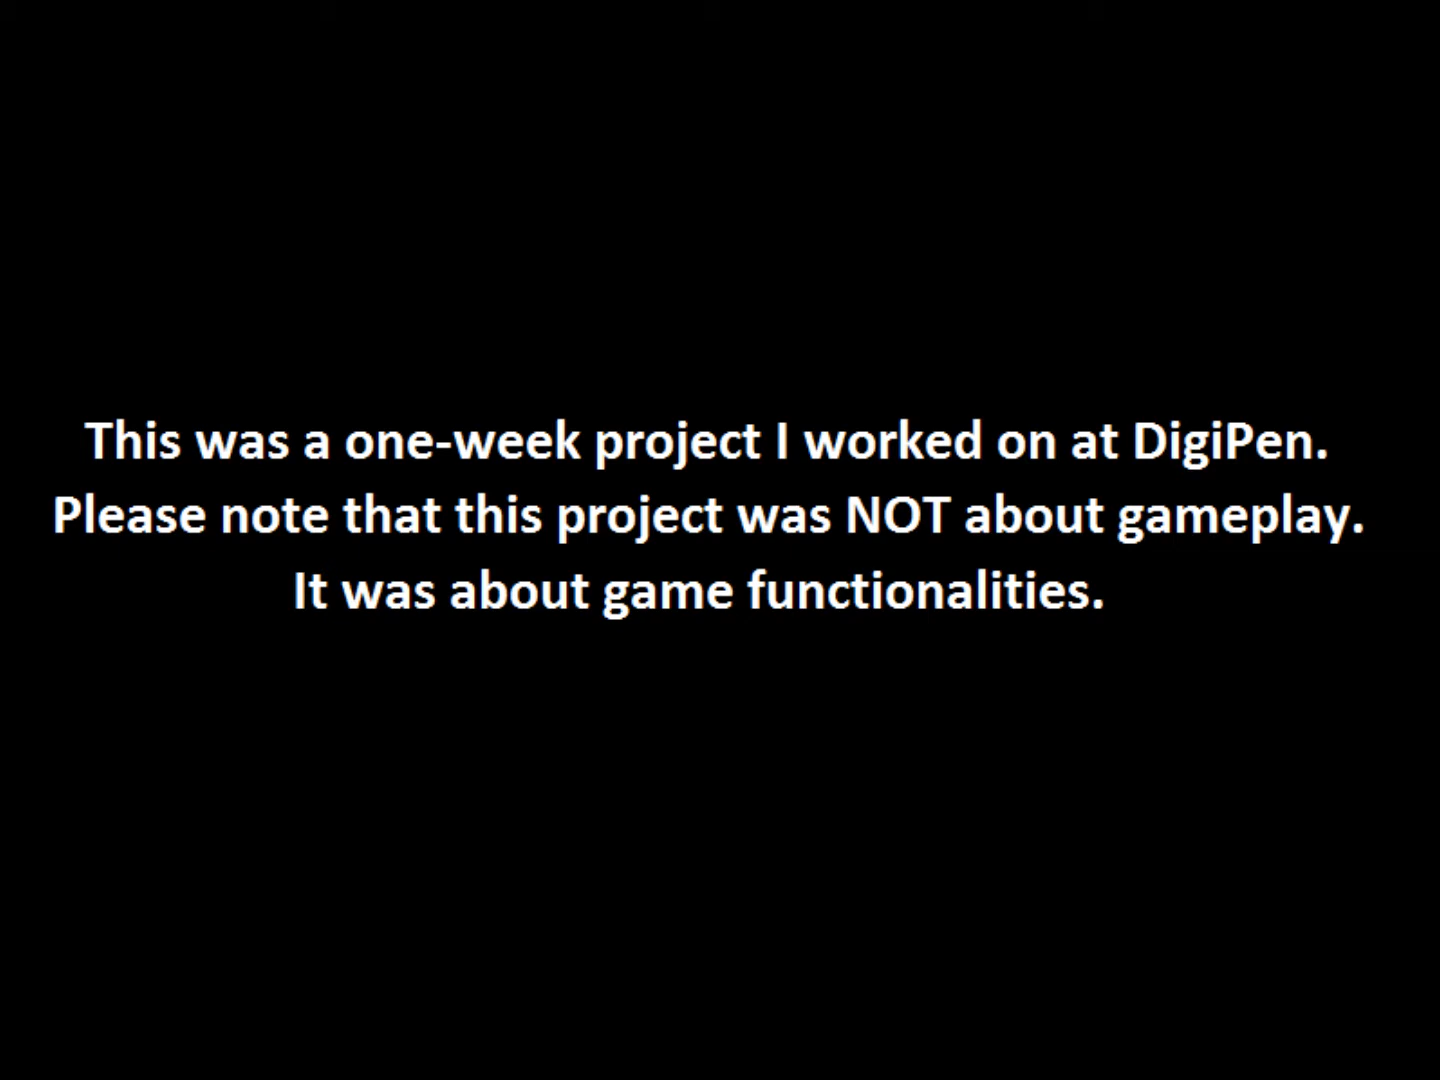 This was a one-week project I worked on at DigiPen.
Please note that this project was NOT about gameplay.
It was about game functionalities.